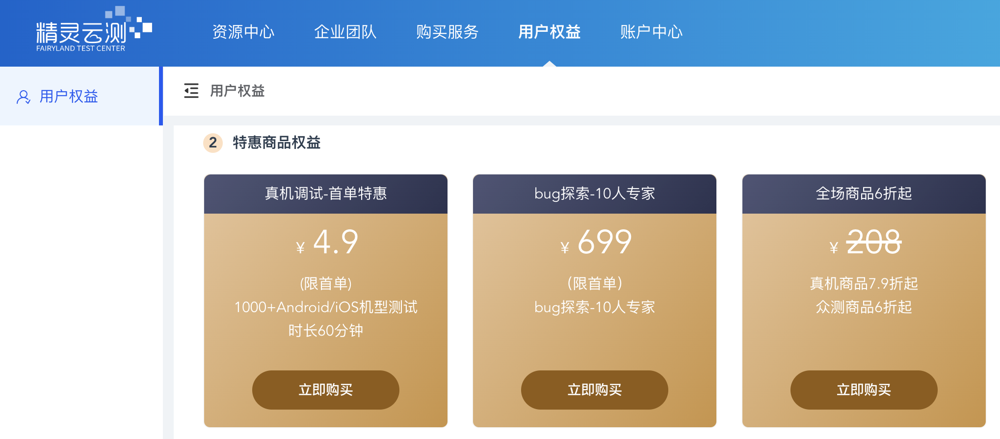 精灵云测
FAIRYLAND TEST CENTER
资源中心
企业团队
购买服务
用户权益
账户中心
用户权益
用户权益
2 特惠商品权益
真机调试-首单特惠
¥ 4.9
(限首单)
1000+Android/iOS机型测试
时长60分钟
立即购买
bug探索-10人专家
¥ 699
（限首单）
bug探索-10人专家
立即购买
全场商品6折起
¥ 208
真机商品7.9折起
众测商品6折起
立即购买